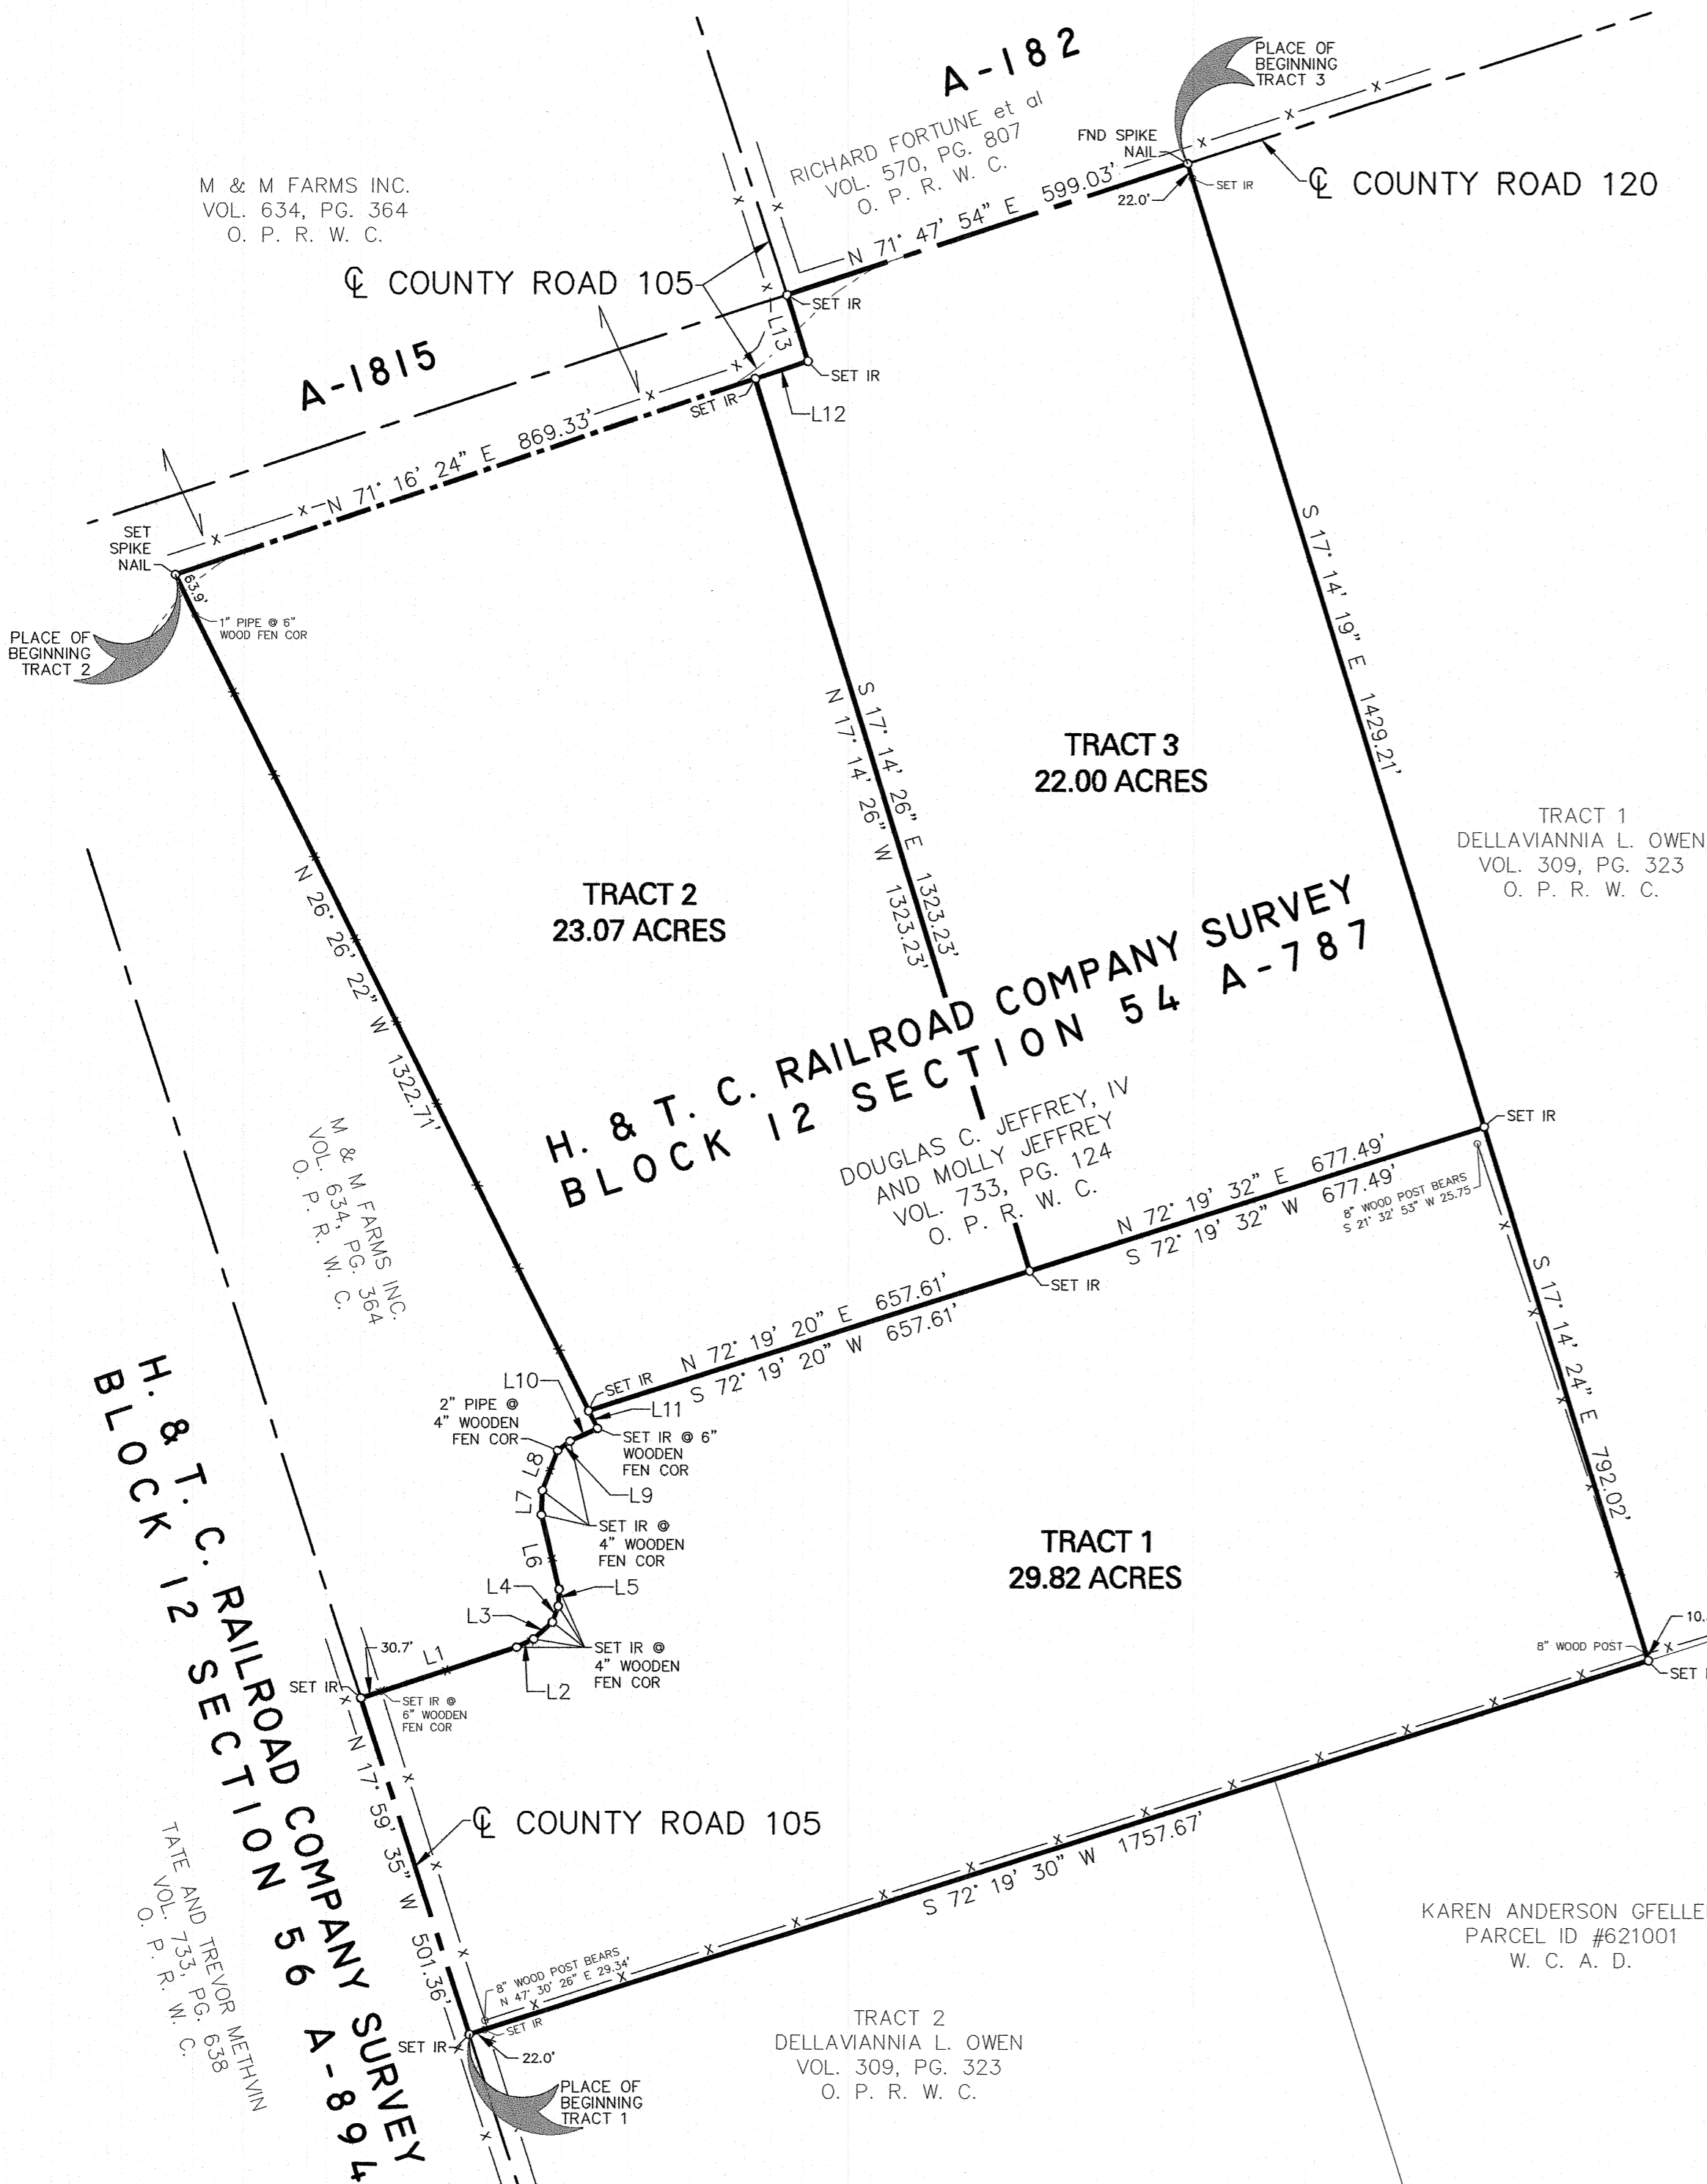 A-182
PLACE OF
BEGINNING
TRACT 3
RICHARD FORTUNE et al
VOL. 570, PG. 807
O. P. R. W. C.
FND SPIKE
NAIL
SET IR
22.0'
N 71° 47' 54" E 599.03'
℄ COUNTY ROAD 120
M & M FARMS INC.
VOL. 634, PG. 364
O. P. R. W. C.
℄ COUNTY ROAD 105
SET IR
L13
SET IR
L12
SET IR
A-1815
N 71° 16' 24" E 869.33'
SET
SPIKE
NAIL
63.9'
1" PIPE @ 6"
WOOD FEN COR
PLACE OF
BEGINNING
TRACT 2
S 17° 14' 19" E 1429.21'
S 17° 14' 26" E 1323.23'
N 17° 14' 26" W 1323.23'
TRACT 3
22.00 ACRES
TRACT 1
DELLAVIANNIA L. OWEN
VOL. 309, PG. 323
O. P. R. W. C.
TRACT 2
23.07 ACRES
N 26° 26' 22" W 1322.71'
H. & T. C. RAILROAD COMPANY SURVEY
BLOCK 12 SECTION 54 A-787
DOUGLAS C. JEFFREY, IV
AND MOLLY JEFFREY
VOL. 733, PG. 124
O. P. R. W. C.
M & M FARMS INC.
VOL. 634, PG. 364
O. P. R. W. C.
SET IR
N 72° 19' 32" E 677.49'
S 72° 19' 32" W 677.49'
8" WOOD POST BEARS
S 21° 32' 53" W 25.75
SET IR
N 72° 19' 20" E 657.61'
S 72° 19' 20" W 657.61'
S 17° 14' 24" E 792.02'
L10
SET IR
L11
2" PIPE @
4" WOODEN
FEN COR
SET IR @ 6"
WOODEN
FEN COR
L8
L9
L7
SET IR @
4" WOODEN
FEN COR
L6
L5
L4
L3
SET IR @
4" WOODEN
FEN COR
L2
L1
30.7'
SET IR
SET IR @
6" WOODEN
FEN COR
TRACT 1
29.82 ACRES
8" WOOD POST
10.
SET
H. & T. C. RAILROAD COMPANY SURVEY
BLOCK 12 SECTION 56 A-894
N 17° 59' 35" W 501.36'
℄ COUNTY ROAD 105
S 72° 19' 30" W 1757.67'
TATE AND TREVOR METHVIN
VOL. 733, PG. 638
O. P. R. W. C.
8" WOOD POST BEARS
N 47° 30' 26" E 29.34'
SET IR
SET IR
22.0'
PLACE OF
BEGINNING
TRACT 1
TRACT 2
DELLAVIANNIA L. OWEN
VOL. 309, PG. 323
O. P. R. W. C.
KAREN ANDERSON GFELLE
PARCEL ID #621001
W. C. A. D.